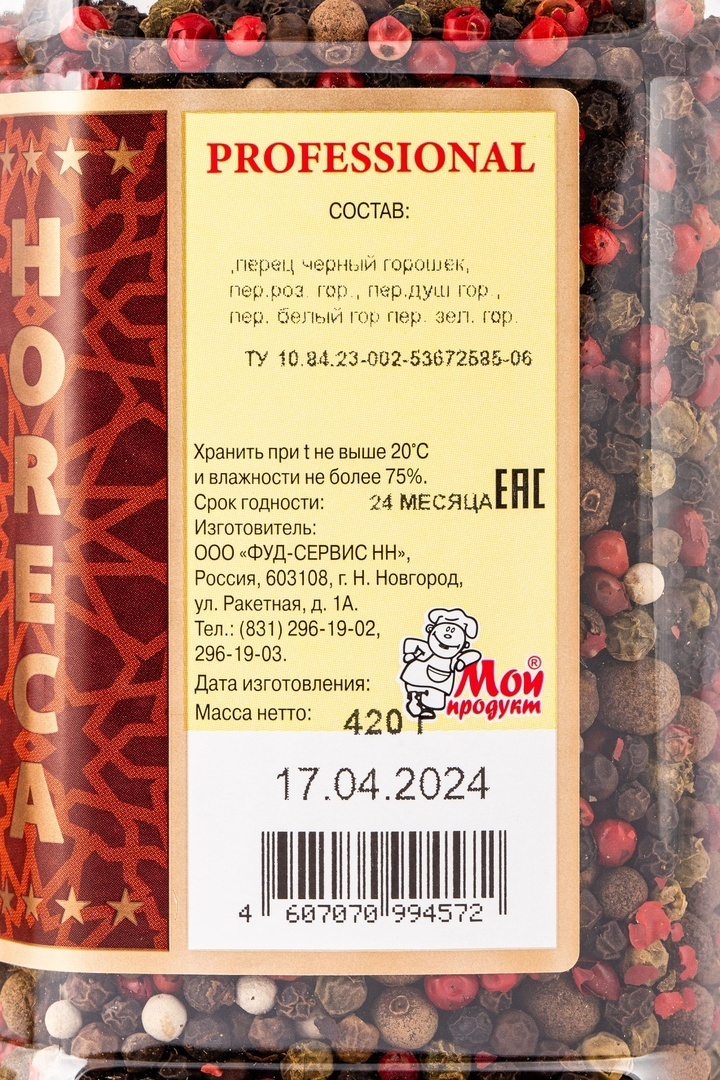 HORECA
PROFESSIONAL
СОСТАВ:
,перец черный горошек,
пер.роз. гор., пер.душ гор.,
пер. белый гор пер. зел. гор.
ТУ 10.84.23-002-53672585-06
Хранить при t не выше 20°С
и влажности не более 75%.
Срок годности: 24 МЕСЯЦА ЕАС
Изготовитель:
ООО «ФУД-СЕРВИС НН»,
Россия, 603108, г. Н. Новгород,
ул. Ракетная, д. 1А.
Тел.: (831) 296-19-02,
296-19-03.
Дата изготовления:
Мой ®
продукт
Масса нетто: 420 г
17.04.2024
4 607070 994572